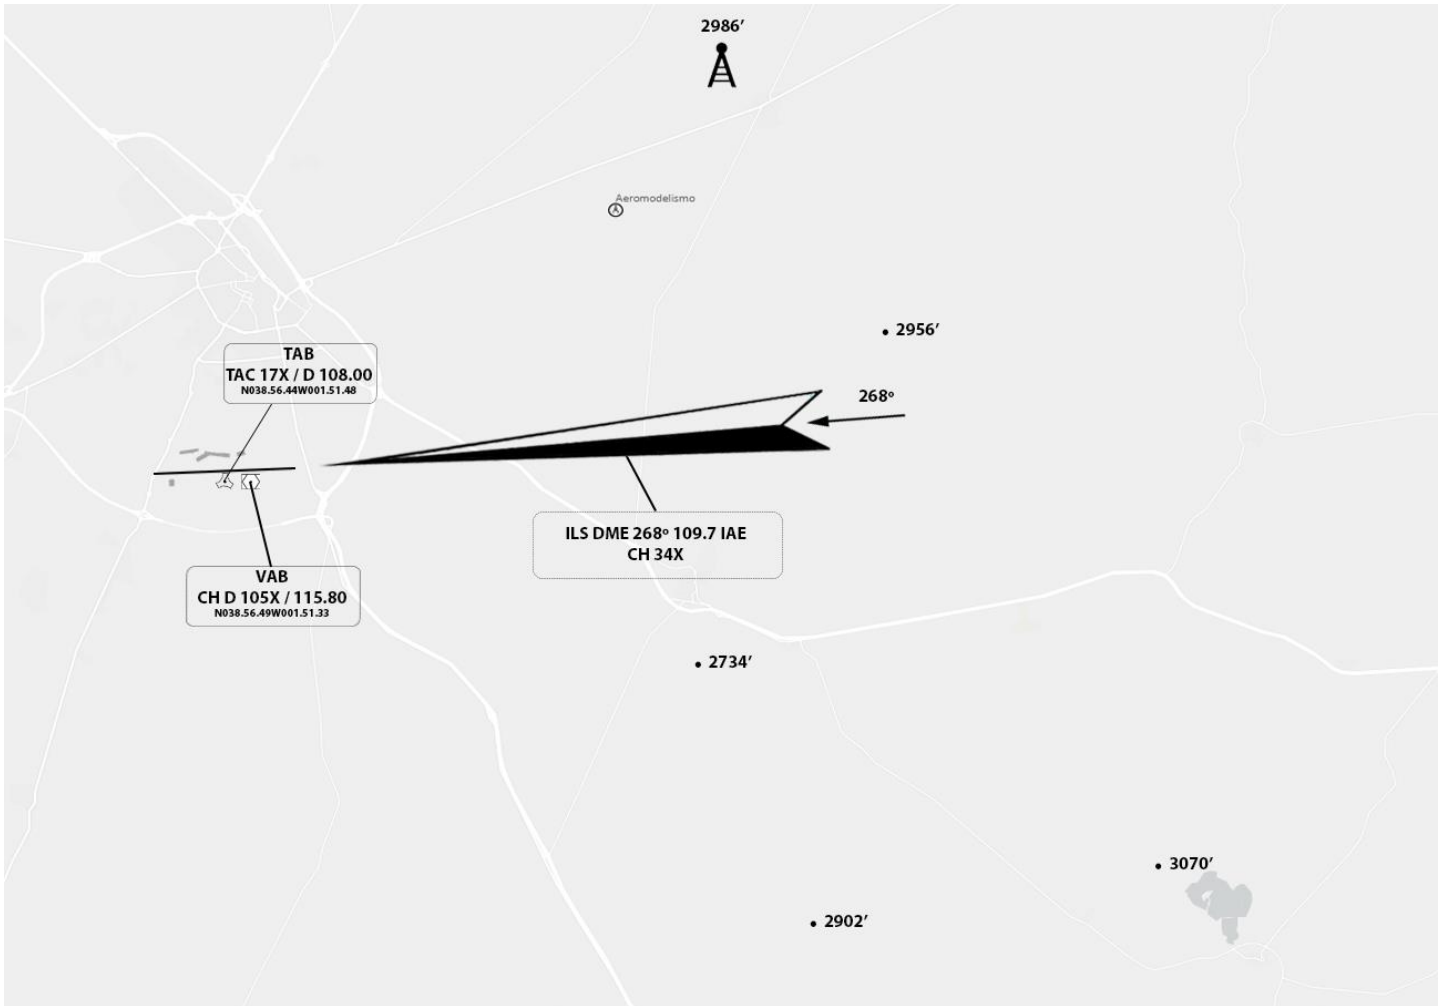 2986′
Aeromodelismo
2956′
268º
TAB
TAC 17X / D 108.00
N038.56.44W001.51.48
ILS DME 268º 109.7 IAE
CH 34X
VAB
CH D 105X / 115.80
N038.56.49W001.51.33
2734′
3070′
2902′